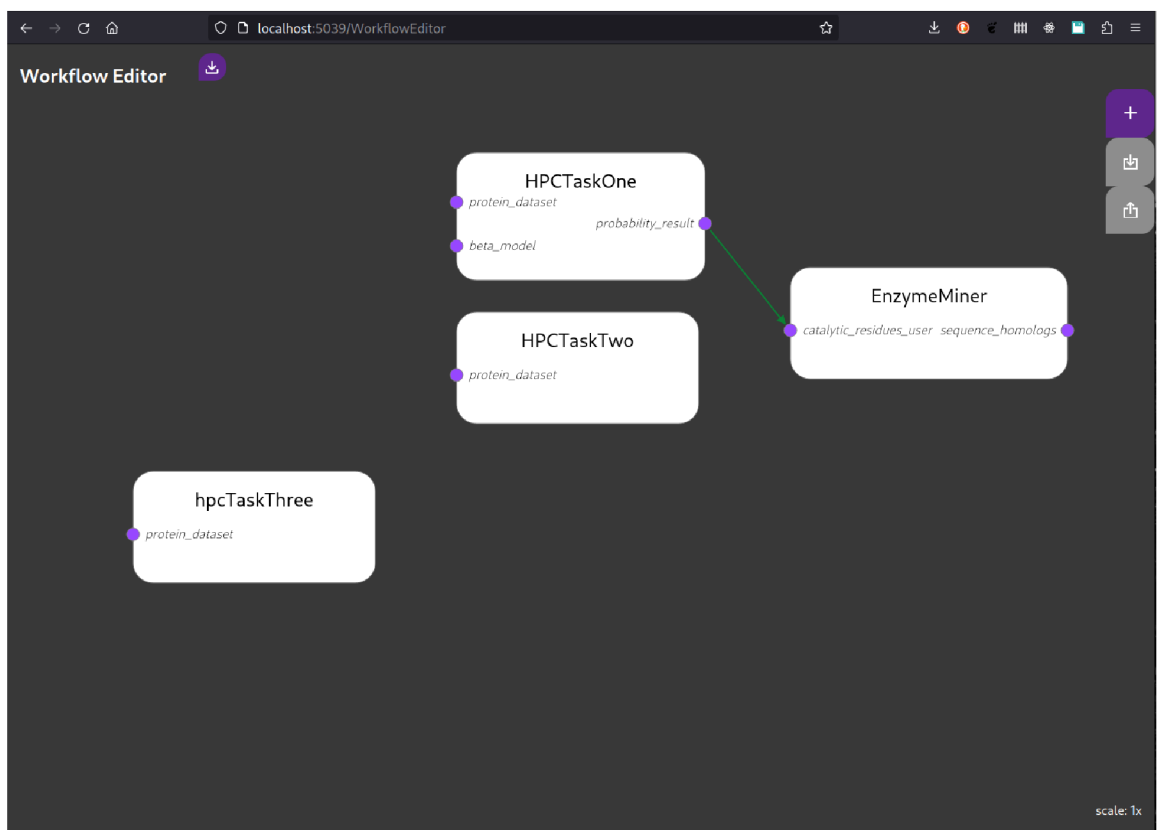 localhost:5039/WorkflowEditor
Workflow Editor
HPCTaskOne
protein_dataset
probability_result
beta_model
EnzymeMiner
catalytic_residues_user sequence_homologs
HPCTaskTwo
protein_dataset
hpcTaskThree
protein_dataset
scale: 1x